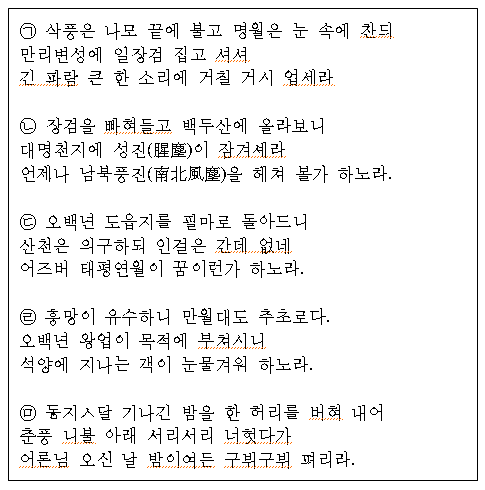 ㉠ 삭풍은 나모 끝에 불고 명월은 눈 속에 찬듸
만리변성에 일장검 집고 셔셔
긴 파람 큰 한 소리에 거칠 거시 업세라
㉡ 장검을 빠혀들고 백두산에 올라보니
대명천지에 성진(腥塵)이 잠겨세라
언제나 남북풍진(南北風塵)을 헤쳐 볼가 하노라.
㉢ 오백년 도읍지를 필마로 돌아드니
산천은 의구하되 인걸은 간데 없네
어즈버 태평연월이 꿈이런가 하노라.
㉣ 흥망이 유수하니 만월대도 추초로다.
오백년 왕업이 목적에 부쳐시니
석양에 지나는 객이 눈물겨워 하노라.
㉤ 동지ㅅ달 기나긴 밤을 한 허리를 버혀 내어
춘풍 니불 아래 서리서리 너헛다가
어론님 오신 날 밤이여든 구뷔구뷔 펴리라.